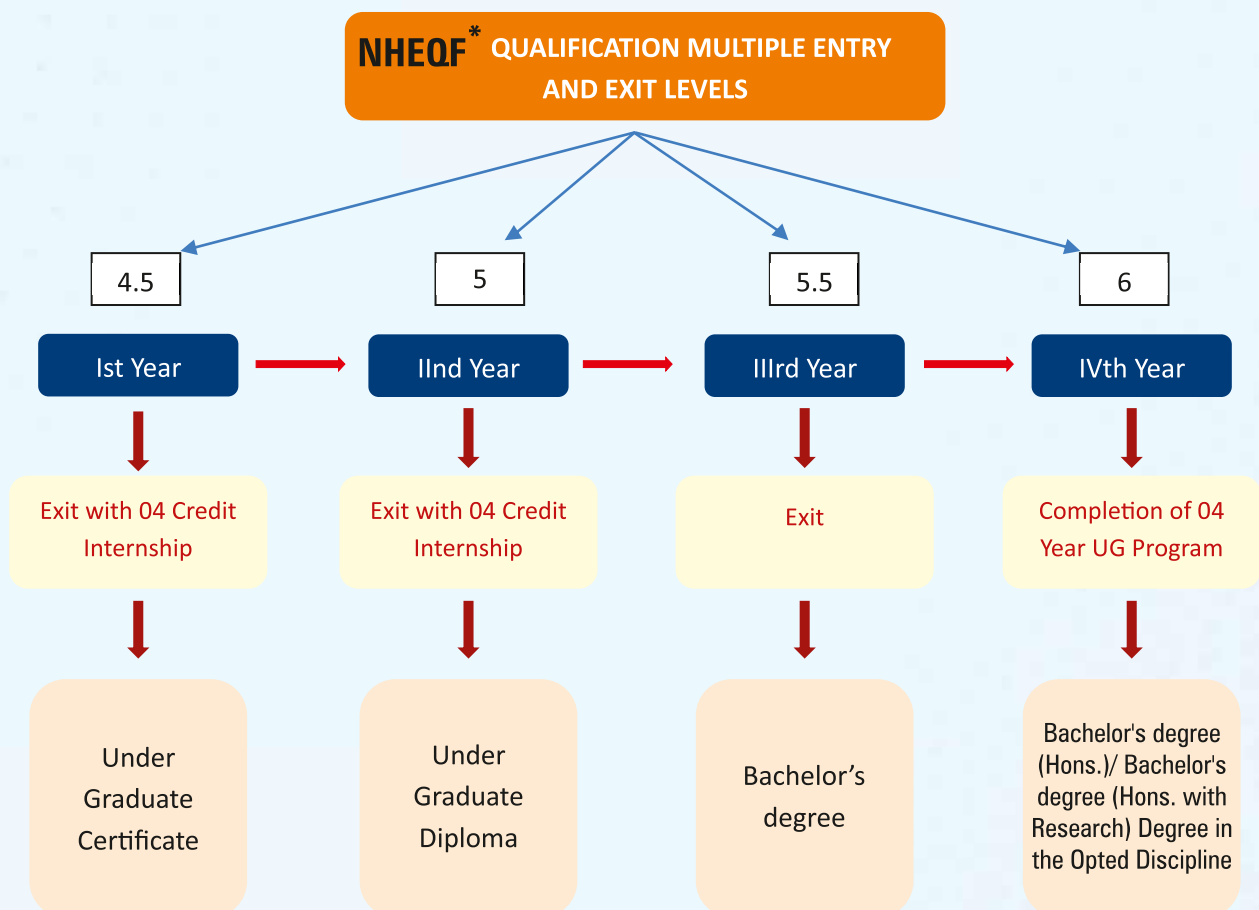 NHEQF* QUALIFICATION MULTIPLE ENTRY
AND EXIT LEVELS
4.5
5
5.5
6
Ist Year
IInd Year
IIIrd Year
IVth Year
Exit with 04 Credit
Internship
Exit with 04 Credit
Internship
Exit
Completion of 04
Year UG Program
Under
Graduate
Certificate
Under
Graduate
Diploma
Bachelor’s
degree
Bachelor's degree
(Hons.)/ Bachelor's
degree (Hons. with
Research) Degree in
the Opted Discipline